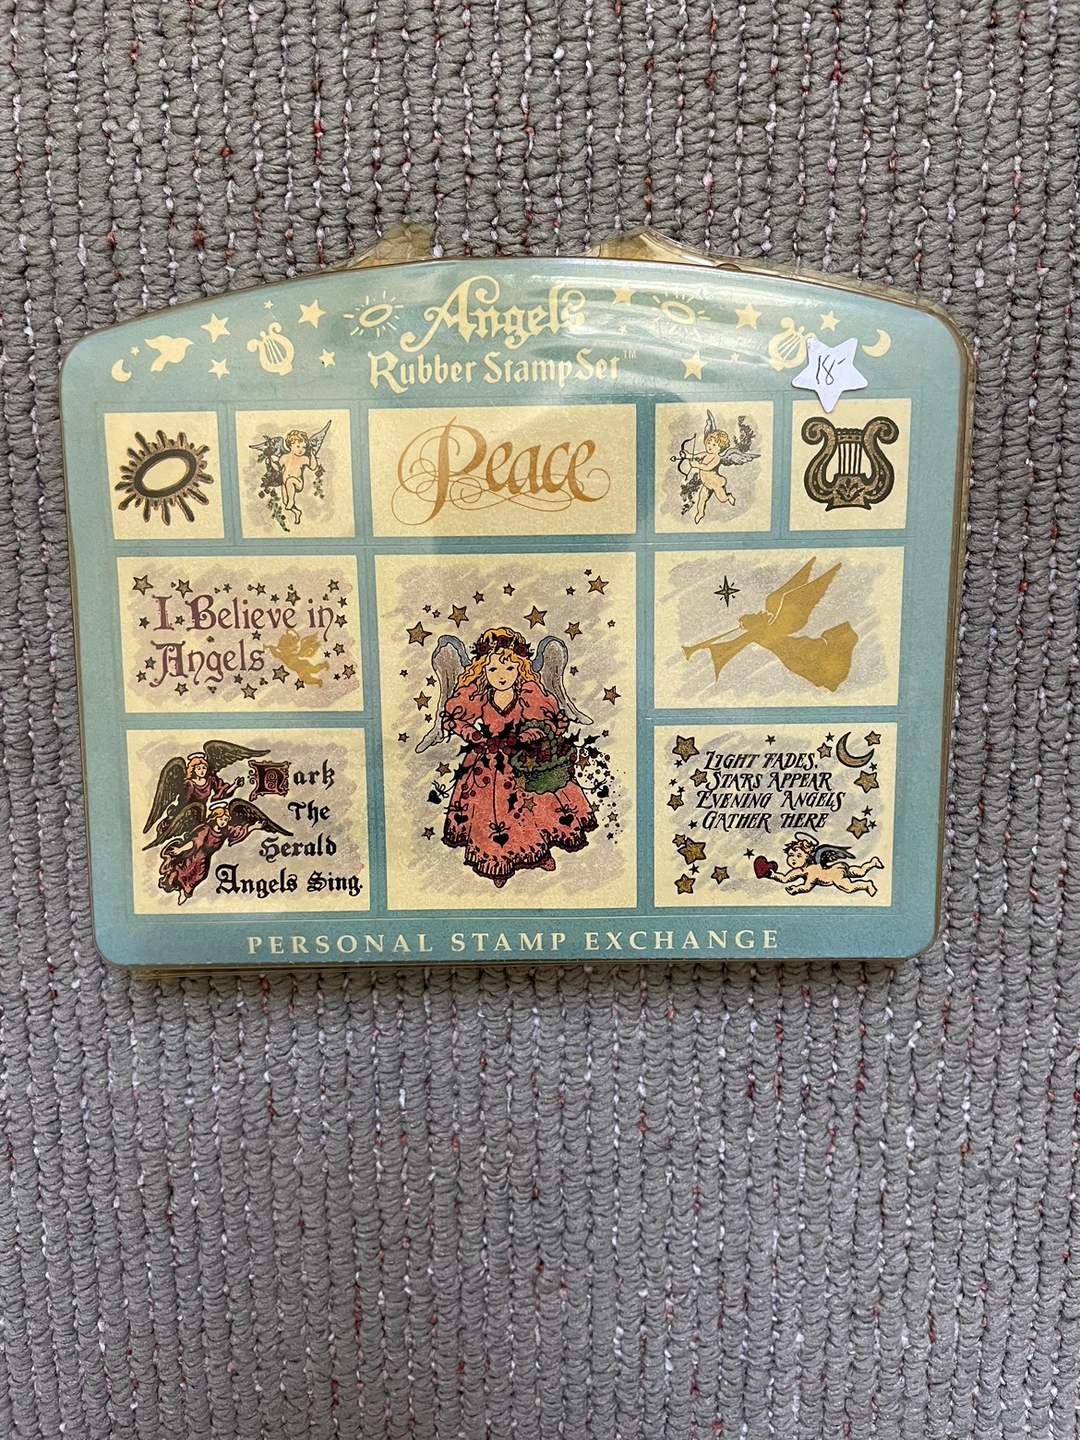 Angels
Rubber Stamp Set™
18-
Peace
I Believe in
Angels
Hark
The
Herald
Angels Sing.
Light fades,
Stars appear
Evening Angels
Gather here
PERSONAL STAMP EXCHANGE